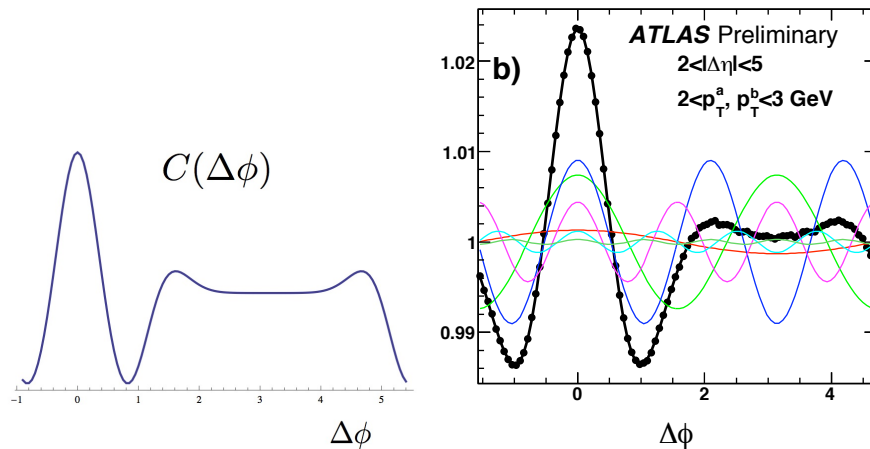 C(Δϕ)
−1 0 1 2 3 4 5
Δϕ
ATLAS Preliminary
b)
2<|Δη|<5
2<p_T^a, p_T^b<3 GeV
1.02
1.01
1
0.99
0 2 4
Δϕ